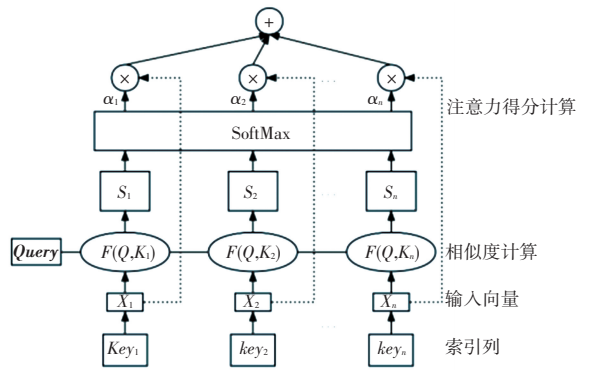 +
× × ×
α₁ α₂ αₙ 注意力得分计算
SoftMax
S₁ S₂ Sₙ
Query F(Q,K₁) F(Q,K₂) F(Q,Kₙ) 相似度计算
X₁ X₂ Xₙ 输入向量
Key₁ key₂ keyₙ 索引列